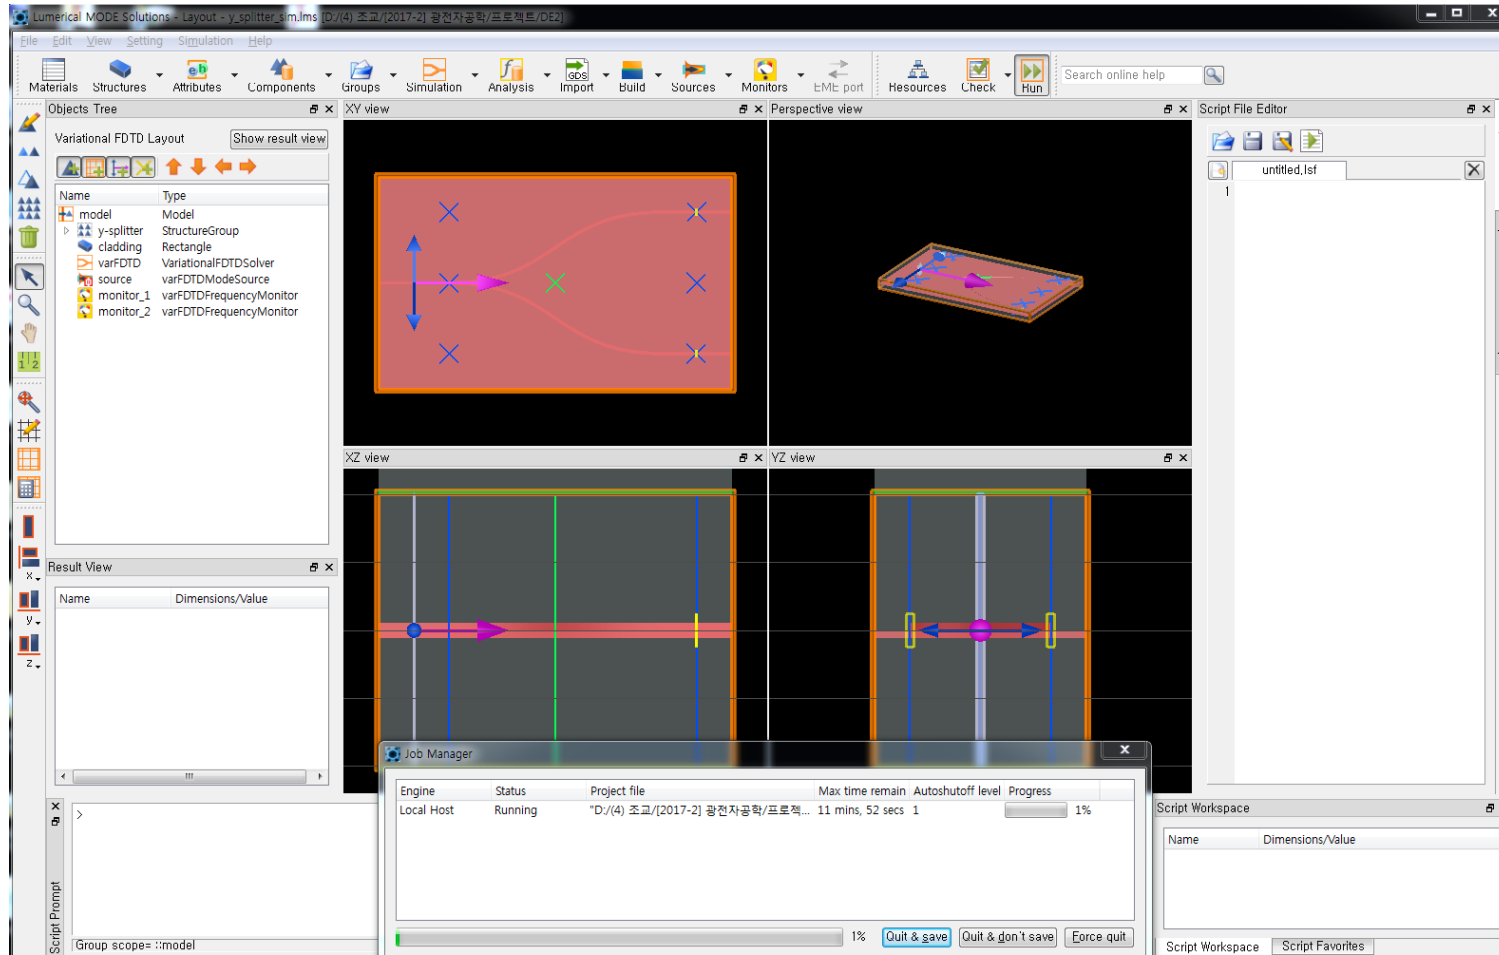 Lumerical MODE Solutions - Layout - y_splitter_sim.lms [D:/(4) 조교/[2017-2] 광전자공학/프로젝트/DE2]
File Edit View Setting Simulation Help
Materials Structures Attributes Components Groups Simulation Analysis Import Build Sources Monitors EME port Resources Check Run Search online help
GDS
Objects Tree
XY view
Perspective view
Script File Editor
Variational FDTD Layout Show result view
untitled.lsf
1
Name Type
model Model
y-splitter StructureGroup
cladding Rectangle
varFDTD VariationalFDTDSolver
source varFDTDModeSource
monitor_1 varFDTDFrequencyMonitor
monitor_2 varFDTDFrequencyMonitor
1 2
XZ view
YZ view
Result View
Name Dimensions/Value
x
y
z
Job Manager
Engine Status Project file Max time remain Autoshutoff level Progress
Local Host Running "D:/(4) 조교/[2017-2] 광전자공학/프로젝... 11 mins, 52 secs 1 1%
1% Quit & save Quit & don't save Force quit
>
Script Prompt
Group scope= ::model
Script Workspace
Name Dimensions/Value
Script Workspace Script Favorites